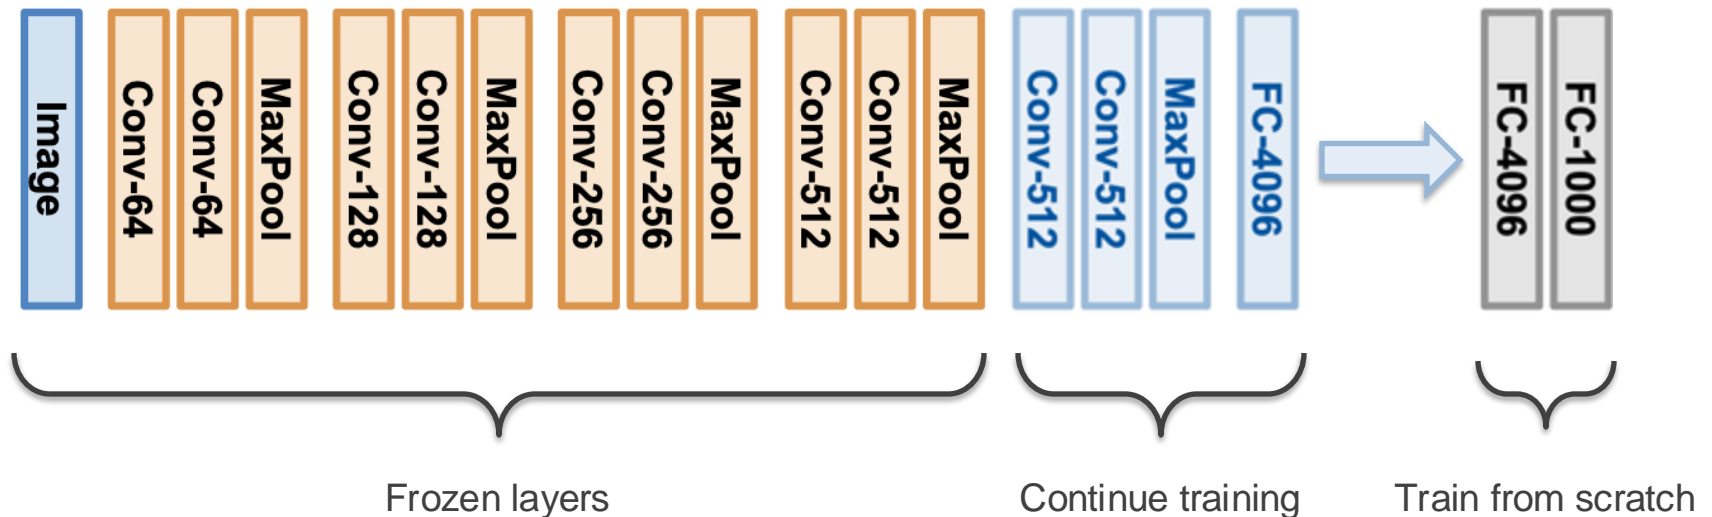 Image
Conv-64
Conv-64
MaxPool
Conv-128
Conv-128
MaxPool
Conv-256
Conv-256
MaxPool
Conv-512
Conv-512
MaxPool
Conv-512
Conv-512
MaxPool
FC-4096
FC-4096
FC-1000
Frozen layers
Continue training
Train from scratch